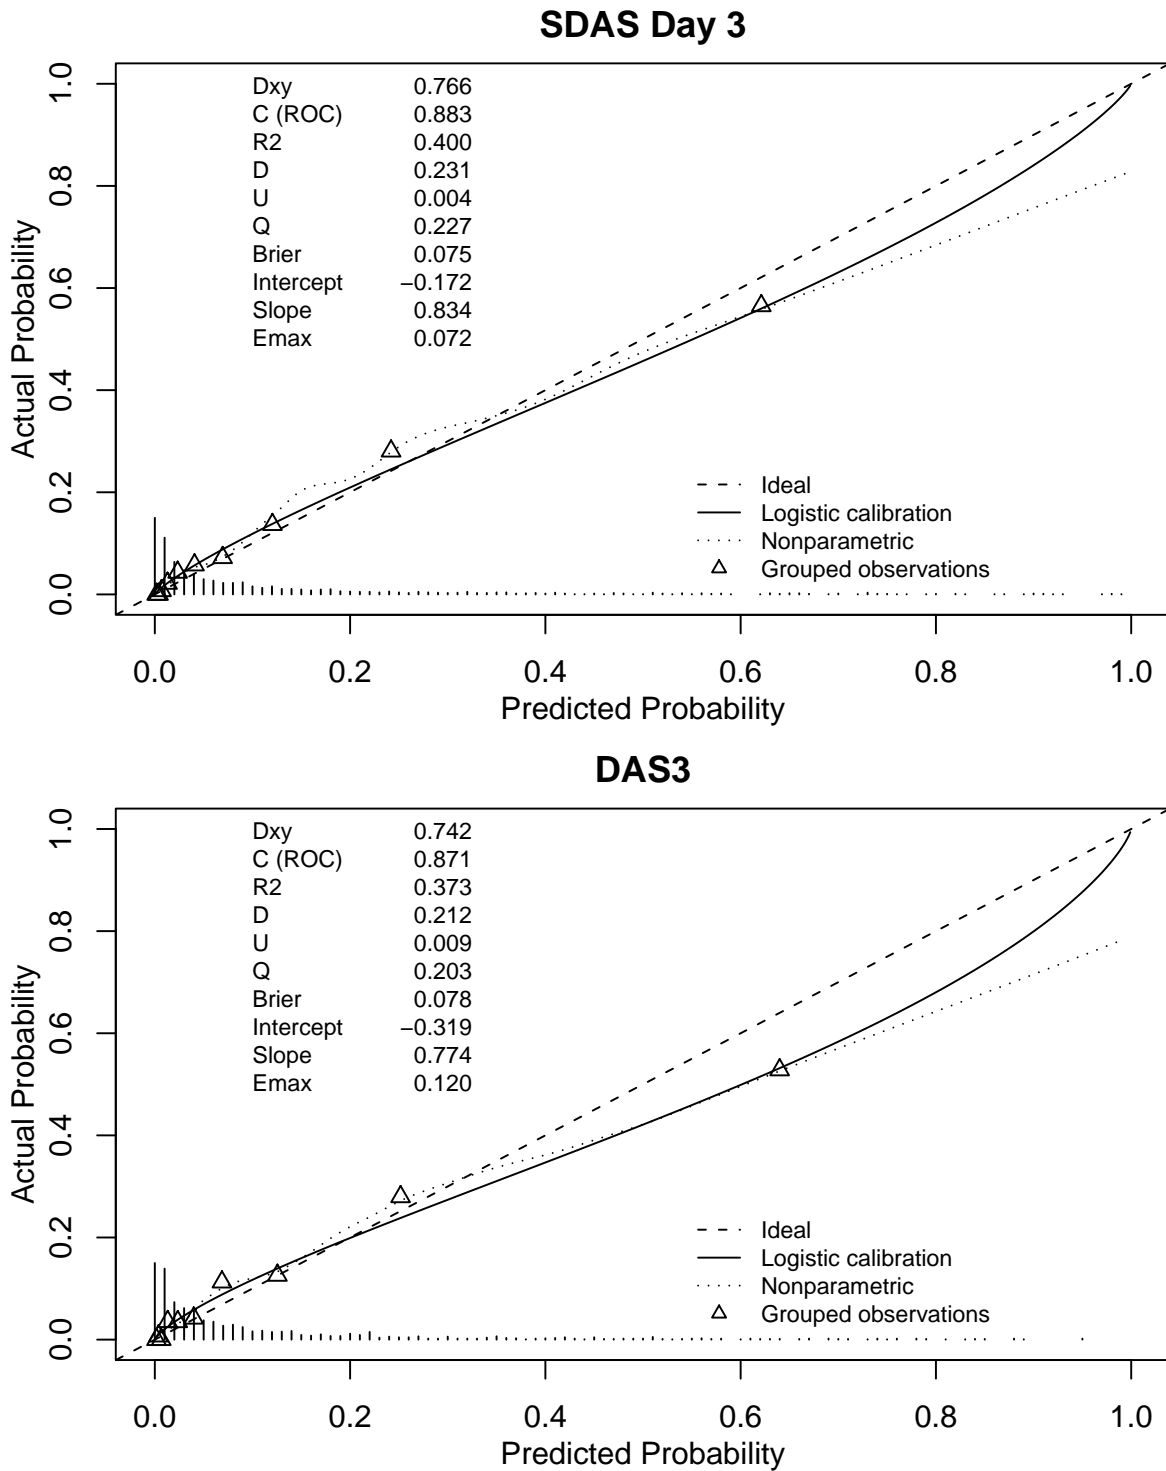 SDAS Day 3
Dxy 0.766
C (ROC) 0.883
R2 0.400
D 0.231
U 0.004
Q 0.227
Brier 0.075
Intercept −0.172
Slope 0.834
Emax 0.072
Actual Probability
1.0
0.8
0.6
0.4
0.2
0.0
Ideal
Logistic calibration
Nonparametric
Grouped observations
0.0 0.2 0.4 0.6 0.8 1.0
Predicted Probability
DAS3
Dxy 0.742
C (ROC) 0.871
R2 0.373
D 0.212
U 0.009
Q 0.203
Brier 0.078
Intercept −0.319
Slope 0.774
Emax 0.120
Actual Probability
1.0
0.8
0.6
0.4
0.2
0.0
Ideal
Logistic calibration
Nonparametric
Grouped observations
0.0 0.2 0.4 0.6 0.8 1.0
Predicted Probability